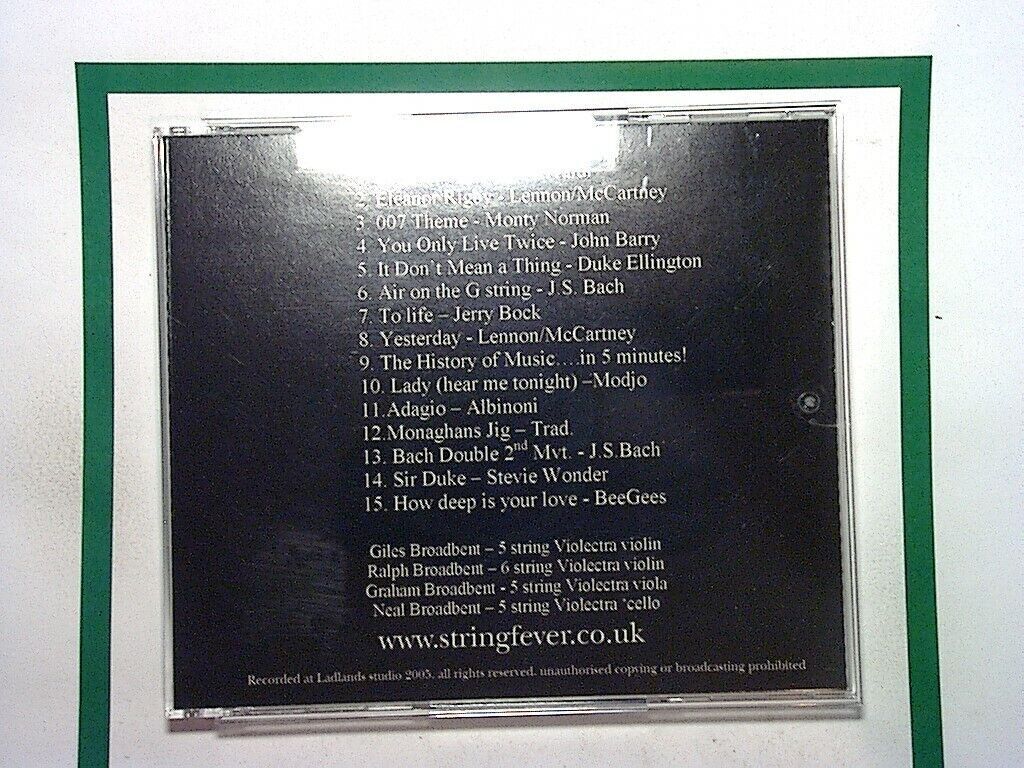 2. Eleanor Rigby - Lennon/McCartney
3 007 Theme - Monty Norman
4 You Only Live Twice - John Barry
5. It Don't Mean a Thing - Duke Ellington
6. Air on the G string - J S. Bach
7. To life – Jerry Bock
8. Yesterday - Lennon/McCartney
9. The History of Music….in 5 minutes!
10. Lady (hear me tonight) –Modjo
11.Adagio – Albinoni
12.Monaghans Jig – Trad.
13. Bach Double 2nd Mvt. - J.S.Bach
14. Sir Duke – Stevie Wonder
15. How deep is your love - BeeGees
Giles Broadbent – 5 string Violectra violin
Ralph Broadbent – 6 string Violectra violin
Graham Broadbent - 5 string Violectra viola
Neal Broadbent – 5 string Violectra 'cello
www.stringfever.co.uk
Recorded at Ladlands studio 2005. all rights reserved. unauthorised copying or broadcasting prohibited